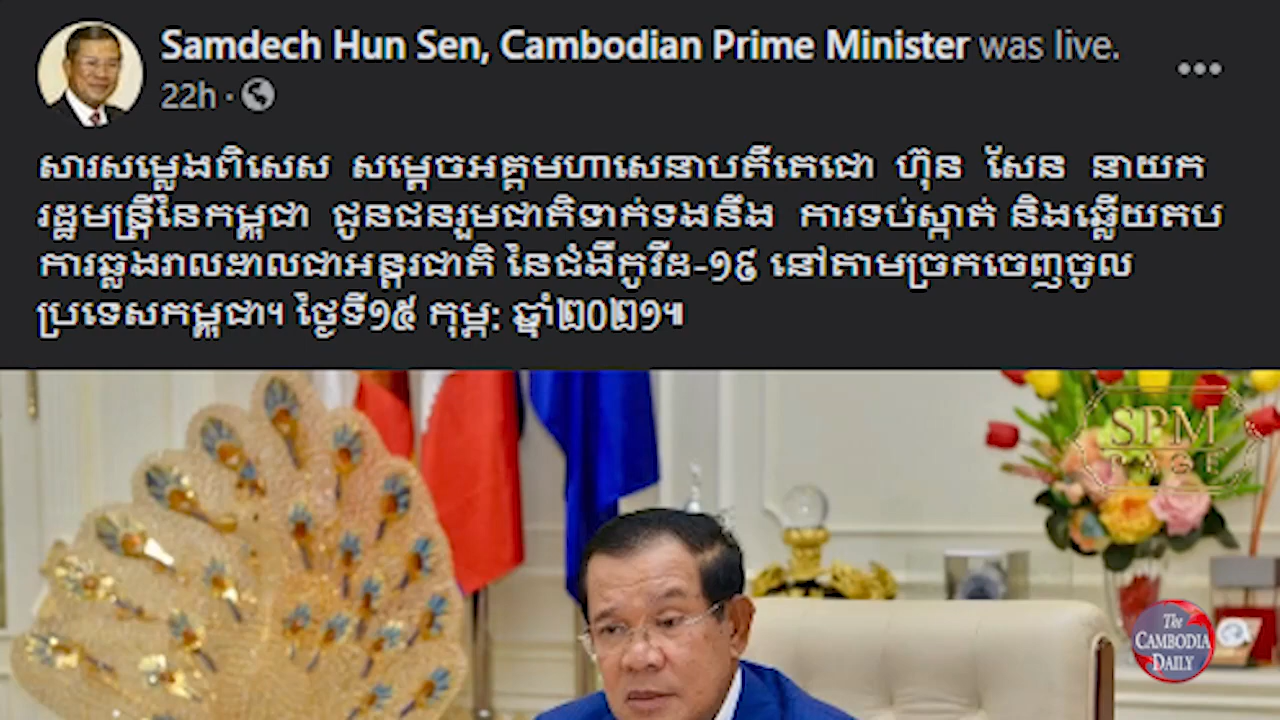 Samdech Hun Sen, Cambodian Prime Minister was live.
22h ·
សារសម្លេងពិសេស សម្តេចអគ្គមហាសេនាបតីតេជោ ហ៊ុន សែន នាយក
រដ្ឋមន្ត្រីនៃកម្ពុជា ជូនជនរួមជាតិទាក់ទងនឹង ការទប់ស្កាត់ និងឆ្លើយតប
ការឆ្លងរាលដាលជាអន្តរជាតិ នៃជំងឺកូវីដ-១៩ នៅតាមច្រកចេញចូល
ប្រទេសកម្ពុជា។ ថ្ងៃទី១៥ កុម្ភៈ ឆ្នាំ២០២១៕
SPM
PAGE
The
CAMBODIA
DAILY